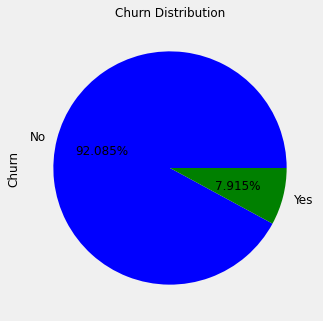 Churn Distribution
No
92.085%
Churn
7.915%
Yes